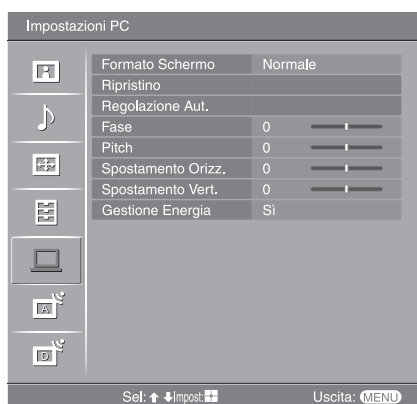 Impostazioni PC
Formato Schermo Normale
Ripristino
Regolazione Aut.
Fase 0
Pitch 0
Spostamento Orizz. 0
Spostamento Vert. 0
Gestione Energia Sì
A
D
Sel: Impost: Uscita: MENU